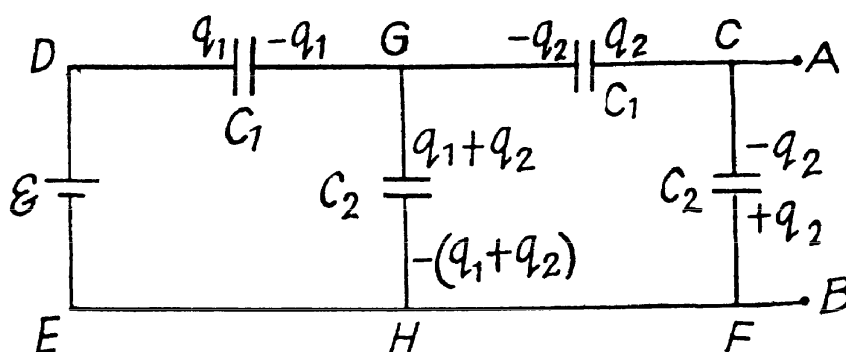 D q₁ -q₁ G -q₂ q₂ C A
C₁ C₁
ℰ C₂ q₁+q₂ C₂ -q₂
+q₂
-(q₁+q₂)
E H F B